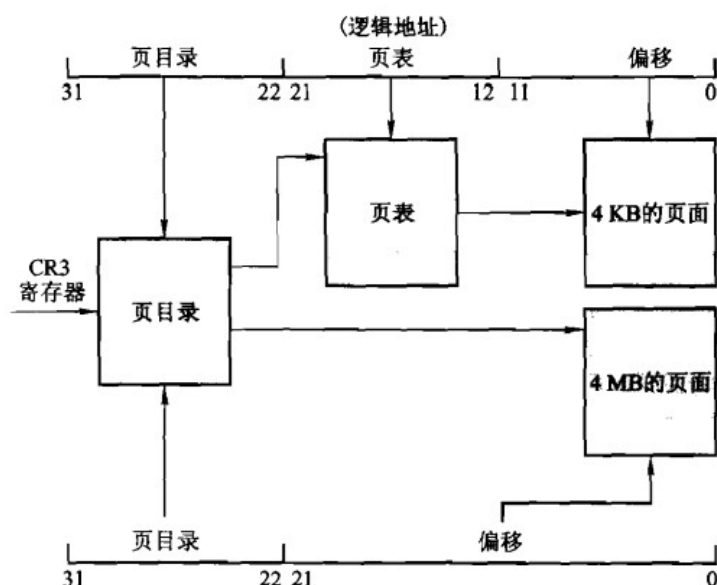 (逻辑地址)
页目录 页表 偏移
31 22 21 12 11 0
页表
4 KB的页面
CR3
寄存器
页目录
4 MB的页面
页目录 偏移
31 22 21 0